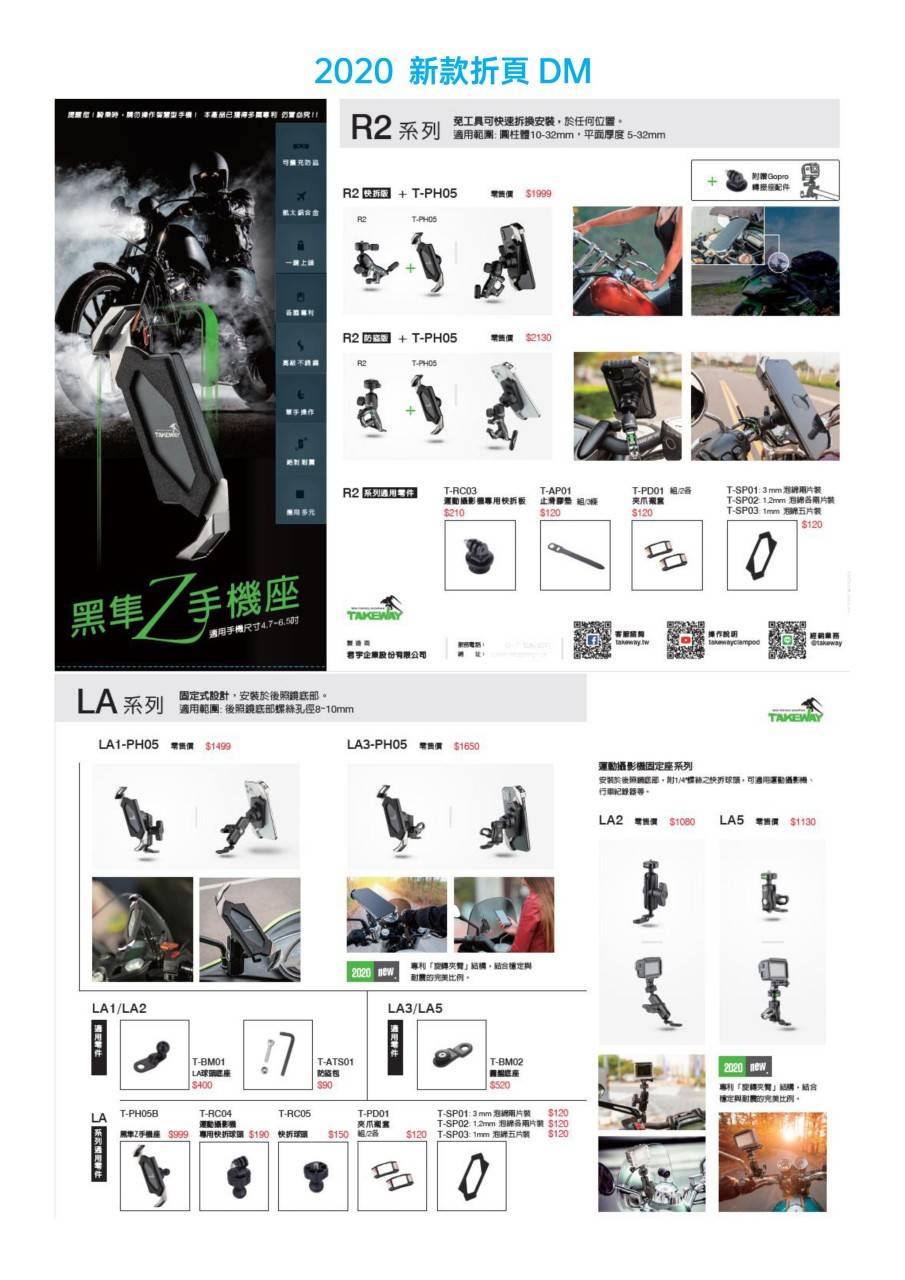 2020 新款折頁 DM
提醒您!騎乘時,請勿操作智慧型手機! 本產品已獲得多國專利 仿冒必究!!
可擴充防盜
航太鋁合金
一鍵上鎖
各國專利
高級不銹鋼
單手操作
絕對耐震
應用多元
TAKEWAY
黑隼Z手機座
適用手機尺寸4.7~6.5吋
R2 系列
免工具可快速拆換安裝,於任何位置。
適用範圍: 圓柱體10-32mm,平面厚度 5-32mm
+ 附贈Gopro
轉接座配件
R2 快拆版 + T-PH05 零售價 $1999
R2 T-PH05
+
R2 防盜版 + T-PH05 零售價 $2130
R2 T-PH05
+
R2 系列適用零件
T-RC03
運動攝影機專用快拆板
$210
T-AP01
止滑膠墊 組/3條
$120
T-PD01 組/2各
夾爪襯套
$120
T-SP01: 3 mm 泡綿兩片裝
T-SP02: 1,2mm 泡綿各兩片裝
T-SP03: 1mm 泡綿五片裝
$120
TAKEWAY
製造商
君宇企業股份有限公司
服務電話:
網 址:
客服諮詢
takeway.tw
操作說明
takewayclampod
經銷業務
@takeway
LA 系列
固定式設計,安裝於後照鏡底部。
適用範圍: 後照鏡底部螺絲孔徑8~10mm
TAKEWAY
LA1-PH05 零售價 $1499
LA3-PH05 零售價 $1650
2020 new.
專利「旋轉夾臂」結構,結合穩定與
耐震的完美比例。
運動攝影機固定座系列
安裝於後照鏡底部,附1/4"螺絲之快拆球頭,可適用運動攝影機、
行車紀錄器等。
LA2 零售價 $1080
LA5 零售價 $1130
2020 new.
專利「旋轉夾臂」結構,結合
穩定與耐震的完美比例。
LA1/LA2
適用零件
T-BM01
LA球頭底座
$400
T-ATS01
防盜包
$90
LA3/LA5
適用零件
T-BM02
圓盤底座
$520
LA
系列適用零件
T-PH05B
黑隼Z手機座 $999
T-RC04
運動攝影機
專用快拆球頭 $190
T-RC05
快拆球頭 $150
T-PD01
夾爪襯套
組/2各 $120
T-SP01: 3 mm 泡綿兩片裝 $120
T-SP02: 1,2mm 泡綿各兩片裝 $120
T-SP03: 1mm 泡綿五片裝 $120